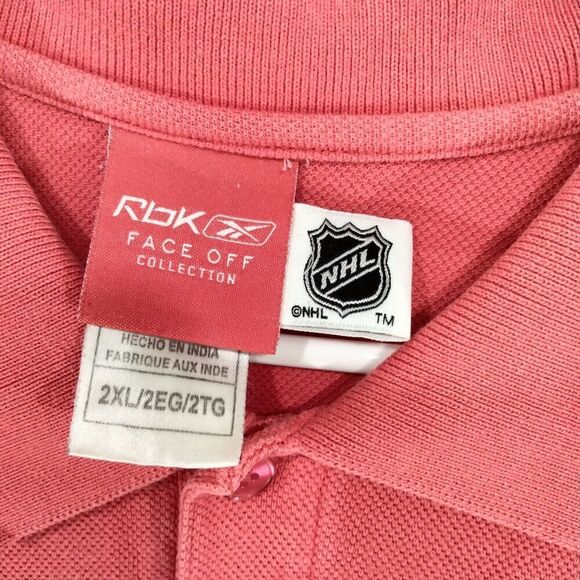 RbK
FACE OFF
COLLECTION
NHL
©NHL TM
HECHO EN INDIA
FABRIQUE AUX INDE
2XL/2EG/2TG